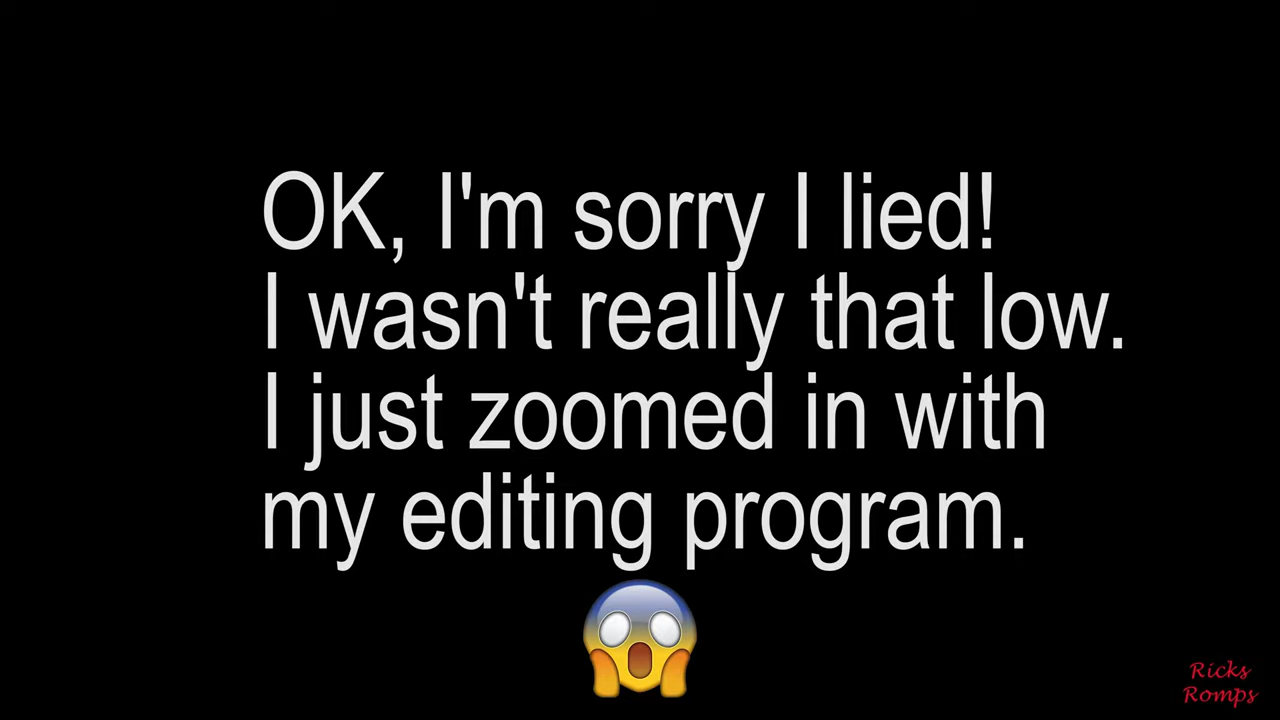 OK, I'm sorry I lied!
I wasn't really that low.
I just zoomed in with
my editing program.
Ricks
Romps